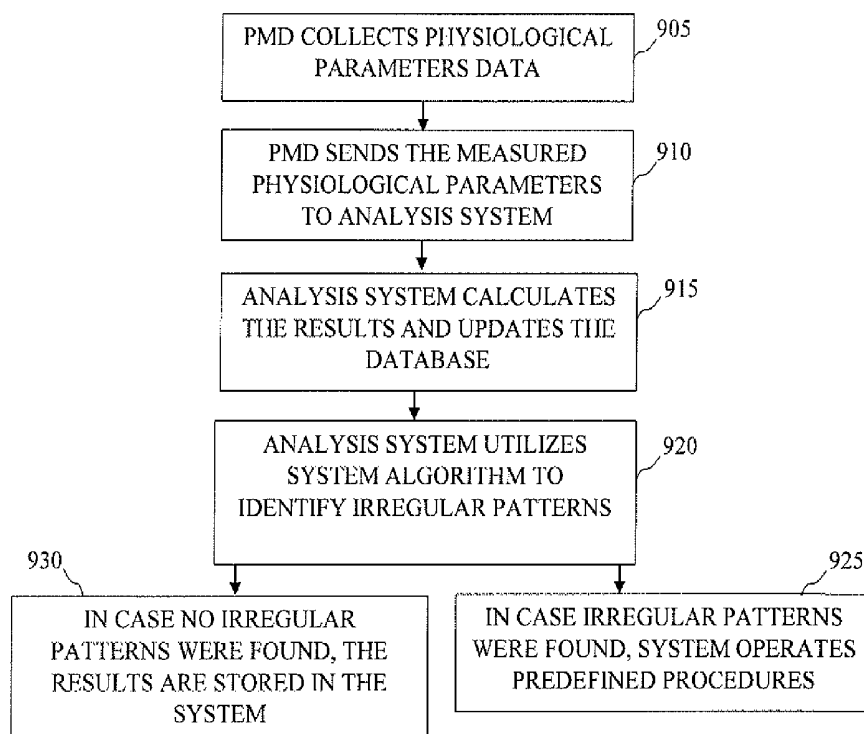 PMD COLLECTS PHYSIOLOGICAL
PARAMETERS DATA
905
PMD SENDS THE MEASURED
PHYSIOLOGICAL PARAMETERS
TO ANALYSIS SYSTEM
910
ANALYSIS SYSTEM CALCULATES
THE RESULTS AND UPDATES THE
DATABASE
915
ANALYSIS SYSTEM UTILIZES
SYSTEM ALGORITHM TO
IDENTIFY IRREGULAR PATTERNS
920
930
IN CASE NO IRREGULAR
PATTERNS WERE FOUND, THE
RESULTS ARE STORED IN THE
SYSTEM
925
IN CASE IRREGULAR PATTERNS
WERE FOUND, SYSTEM OPERATES
PREDEFINED PROCEDURES